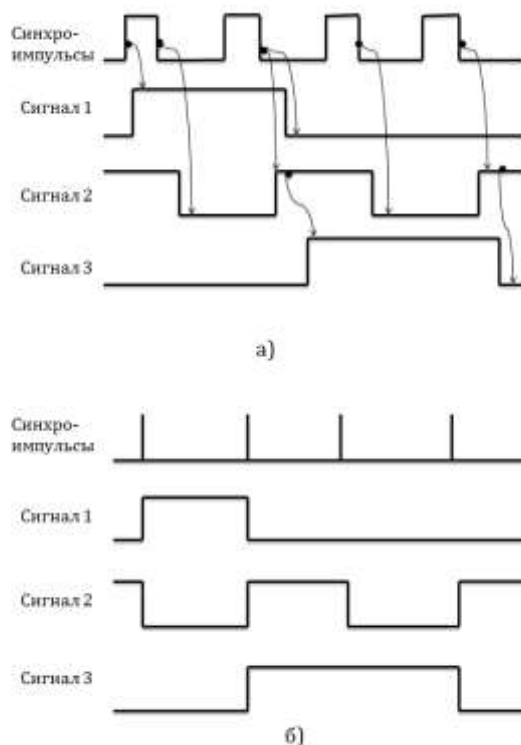 Синхро-
импульсы
Сигнал 1
Сигнал 2
Сигнал 3
а)
Синхро-
импульсы
Сигнал 1
Сигнал 2
Сигнал 3
б)